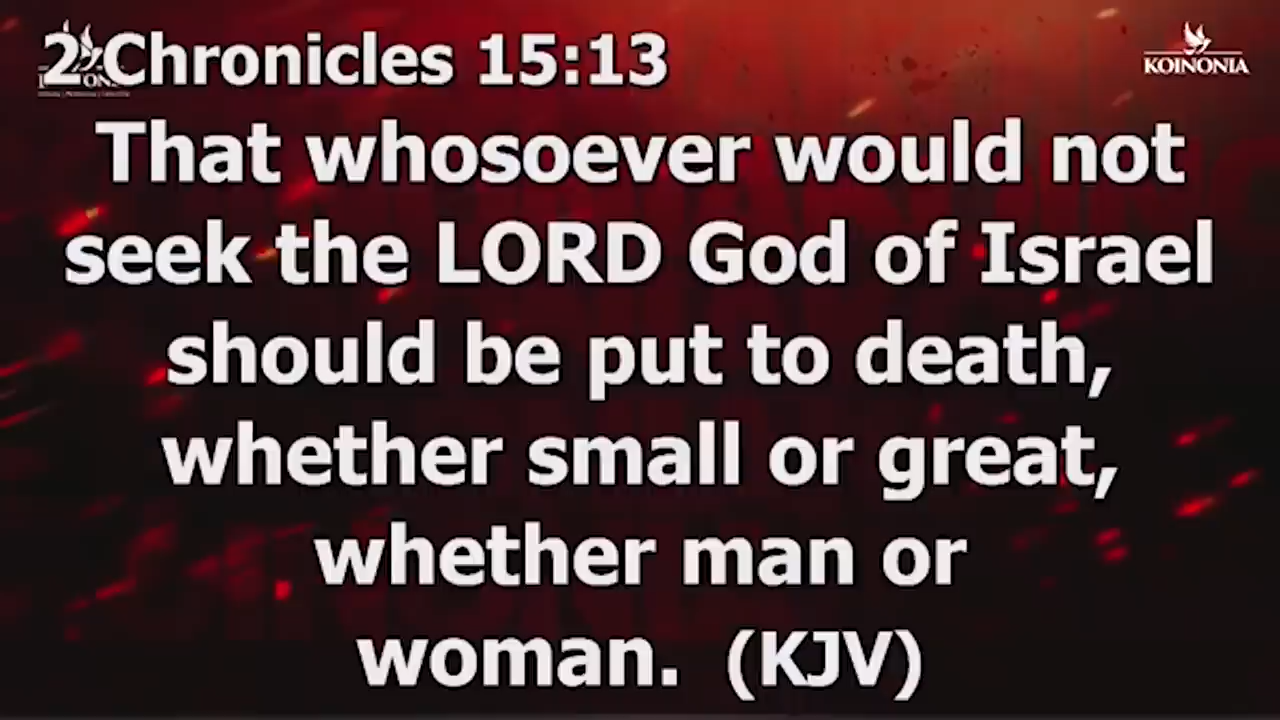 2 Chronicles 15:13
KOINONIA
That whosoever would not
seek the LORD God of Israel
should be put to death,
whether small or great,
whether man or
woman. (KJV)